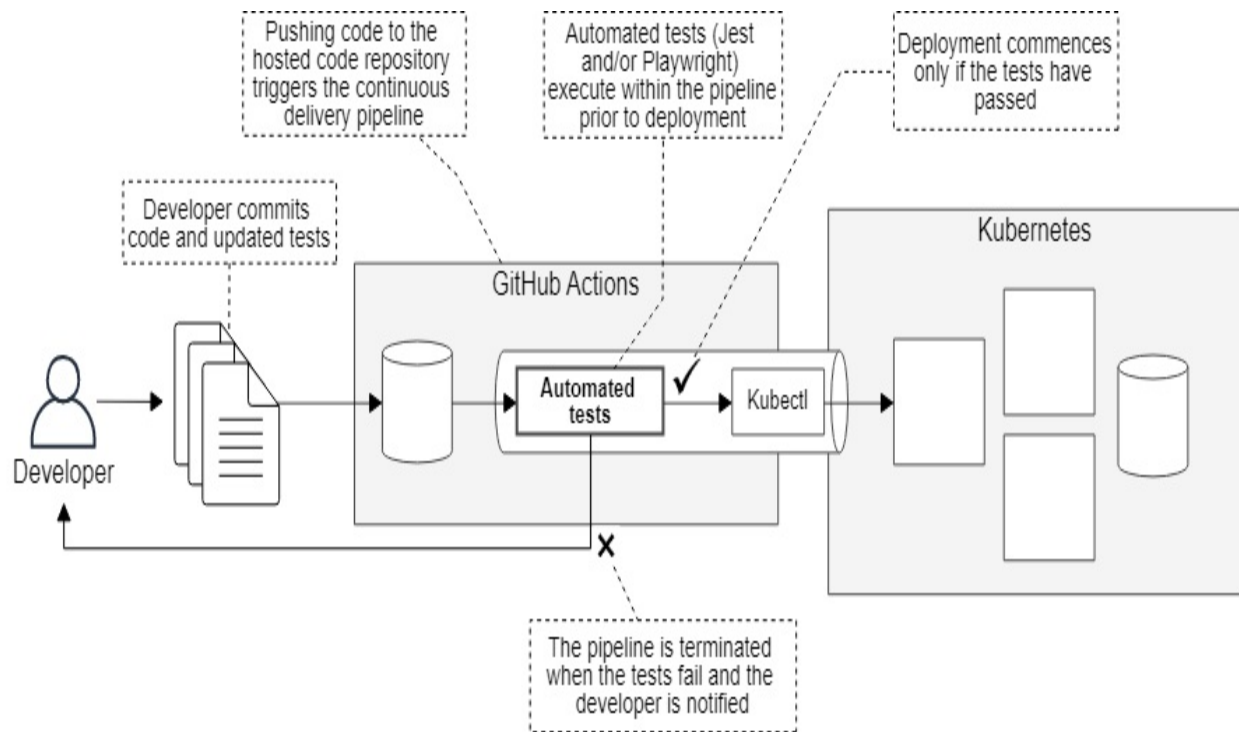 Pushing code to the
hosted code repository
triggers the continuous
delivery pipeline
Automated tests (Jest
and/or Playwright)
execute within the pipeline
prior to deployment
Deployment commences
only if the tests have
passed
Developer commits
code and updated tests
Kubernetes
GitHub Actions
Automated
tests
Kubectl
Developer
The pipeline is terminated
when the tests fail and the
developer is notified